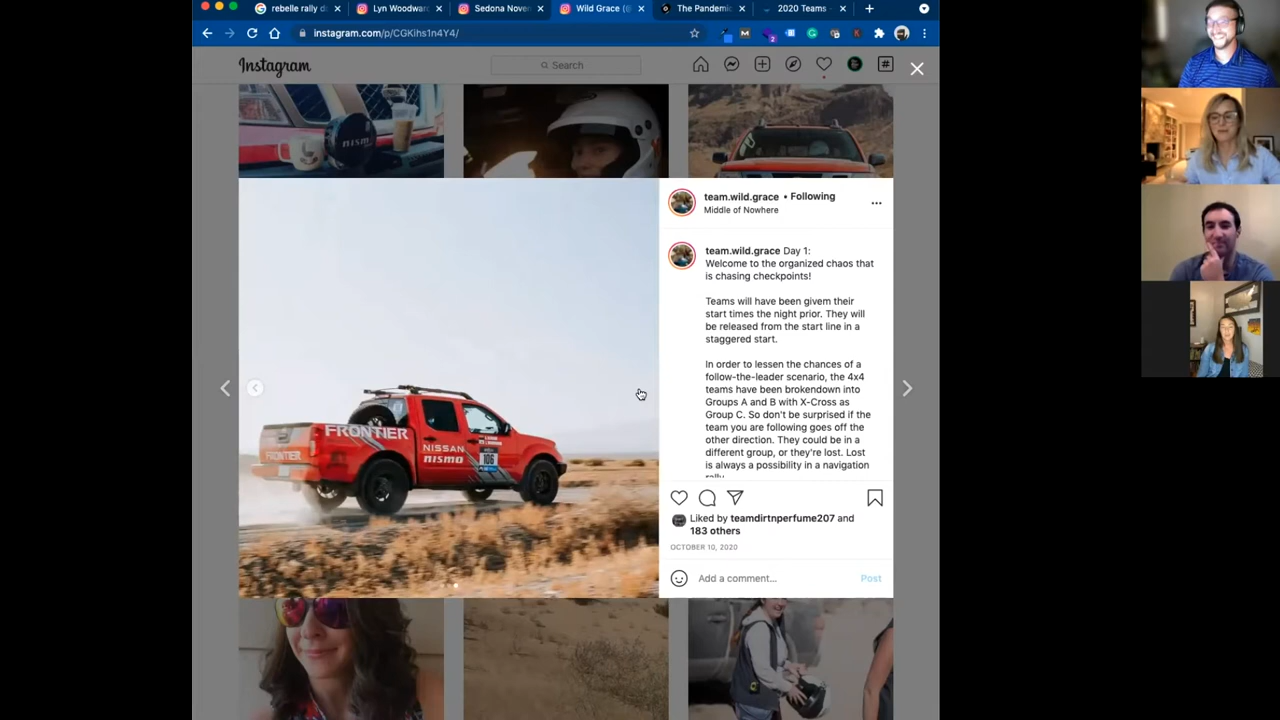 rebelle rally d
Lyn Woodwar
Sedona Noven
Wild Grace (@
The Pandemic
2020 Teams
instagram.com/p/CGKihs1n4Y4/
2
Instagram
Search
nismo
team.wild.grace • Following
Middle of Nowhere
team.wild.grace Day 1:
Welcome to the organized chaos that
is chasing checkpoints!
Teams will have been givem their
start times the night prior. They will
be released from the start line in a
staggered start.
In order to lessen the chances of a
follow-the-leader scenario, the 4x4
teams have been brokendown into
Groups A and B with X-Cross as
Group C. So don't be surprised if the
team you are following goes off the
other direction. They could be in a
different group, or they're lost. Lost
is always a possibility in a navigation
rally
FRONTIER
NISSAN
nismo
106
Liked by teamdirtnperfume207 and
183 others
OCTOBER 10, 2020
Add a comment...
Post